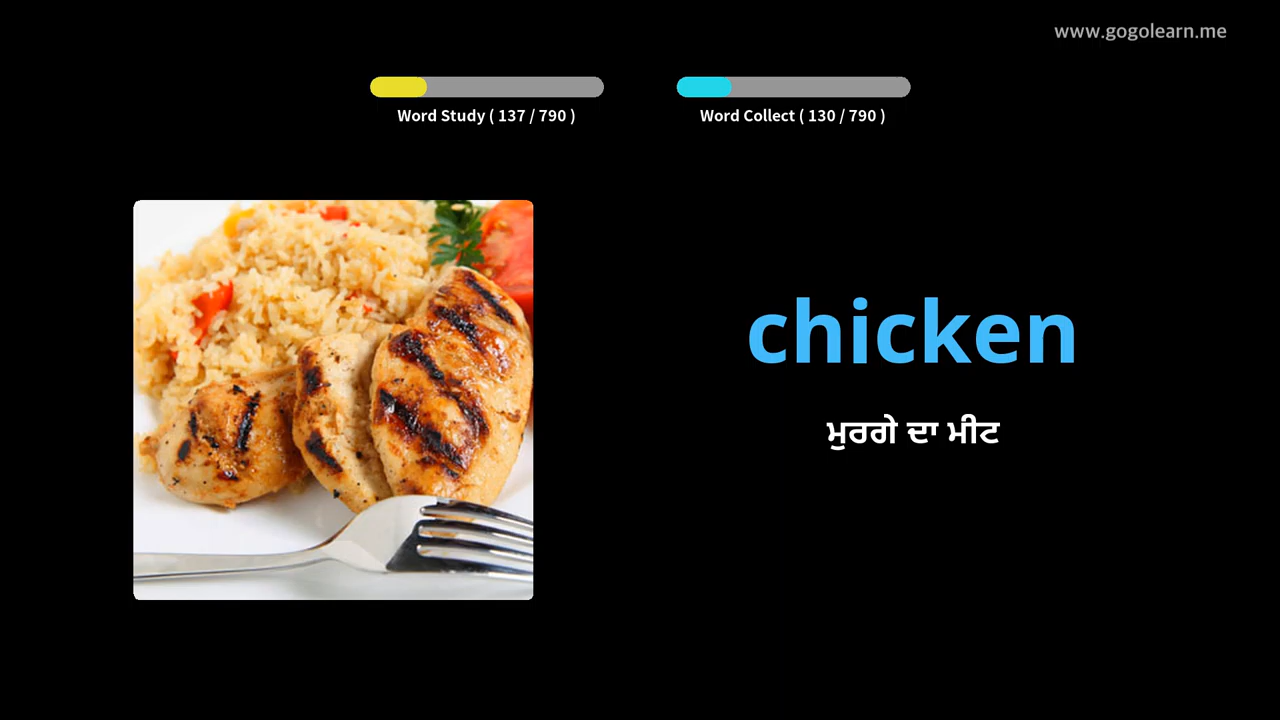 www.gogolearn.me
Word Study ( 137 / 790 )
Word Collect ( 130 / 790 )
chicken
ਮੁਰਗੇ ਦਾ ਮੀਟ